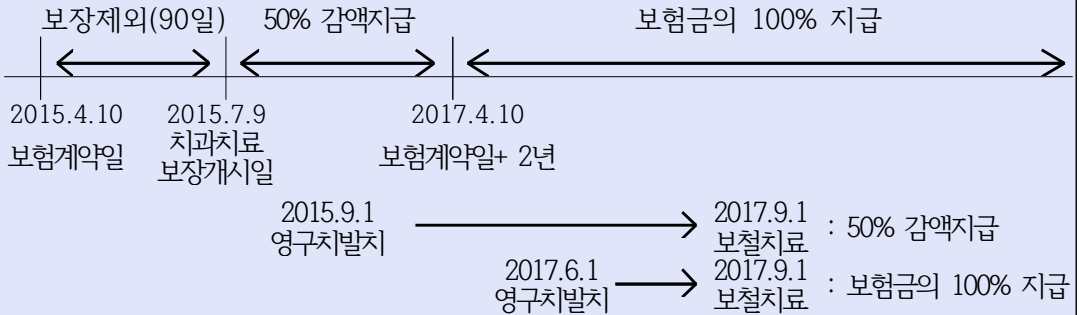 보장제외(90일) 50% 감액지급 보험금의 100% 지급
2015.4.10 2015.7.9 2017.4.10
보험계약일 치과치료 보장개시일 보험계약일+ 2년
2015.9.1 영구치발치 2017.9.1 보철치료 : 50% 감액지급
2017.6.1 영구치발치 2017.9.1 보철치료 : 보험금의 100% 지급